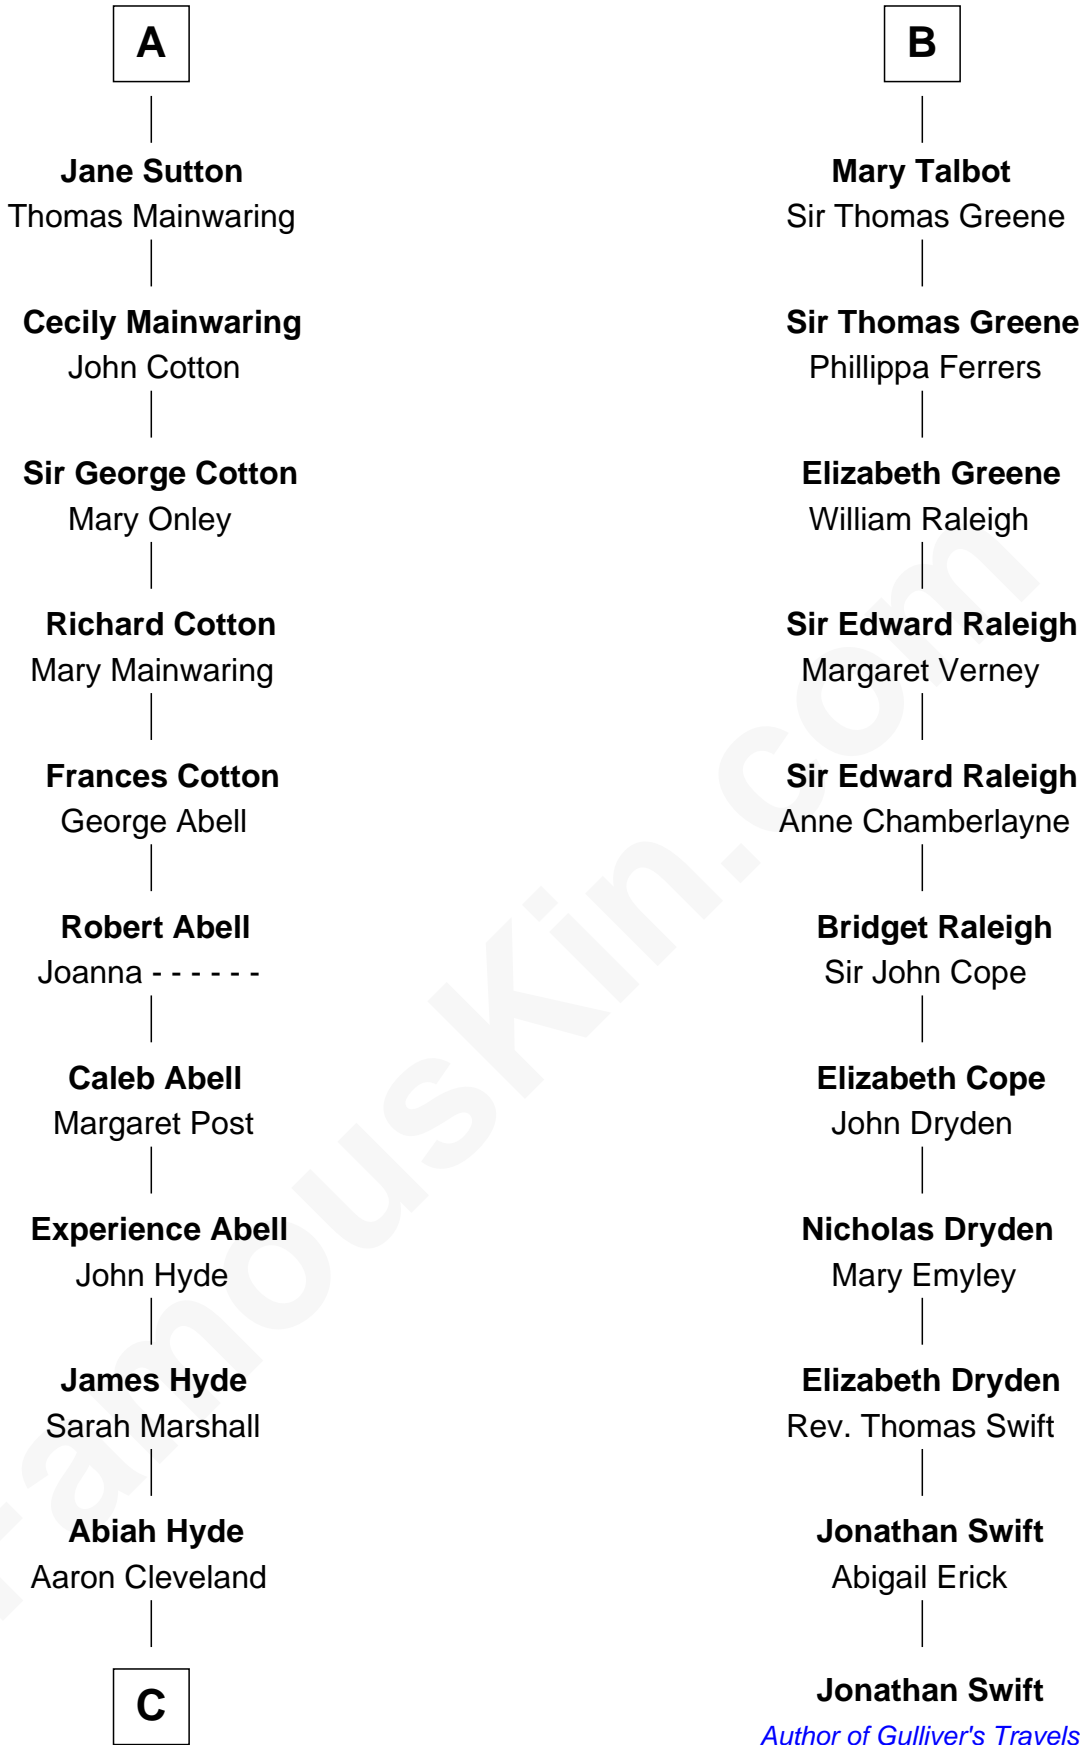 A
Jane Sutton
Thomas Mainwaring
Cecily Mainwaring
John Cotton
Sir George Cotton
Mary Onley
Richard Cotton
Mary Mainwaring
Frances Cotton
George Abell
Robert Abell
Joanna - - - - - -
Caleb Abell
Margaret Post
Experience Abell
John Hyde
James Hyde
Sarah Marshall
Abiah Hyde
Aaron Cleveland
C
B
Mary Talbot
Sir Thomas Greene
Sir Thomas Greene
Phillippa Ferrers
Elizabeth Greene
William Raleigh
Sir Edward Raleigh
Margaret Verney
Sir Edward Raleigh
Anne Chamberlayne
Bridget Raleigh
Sir John Cope
Elizabeth Cope
John Dryden
Nicholas Dryden
Mary Emyley
Elizabeth Dryden
Rev. Thomas Swift
Jonathan Swift
Abigail Erick
Jonathan Swift
Author of Gulliver's Travels
FamousKin.com